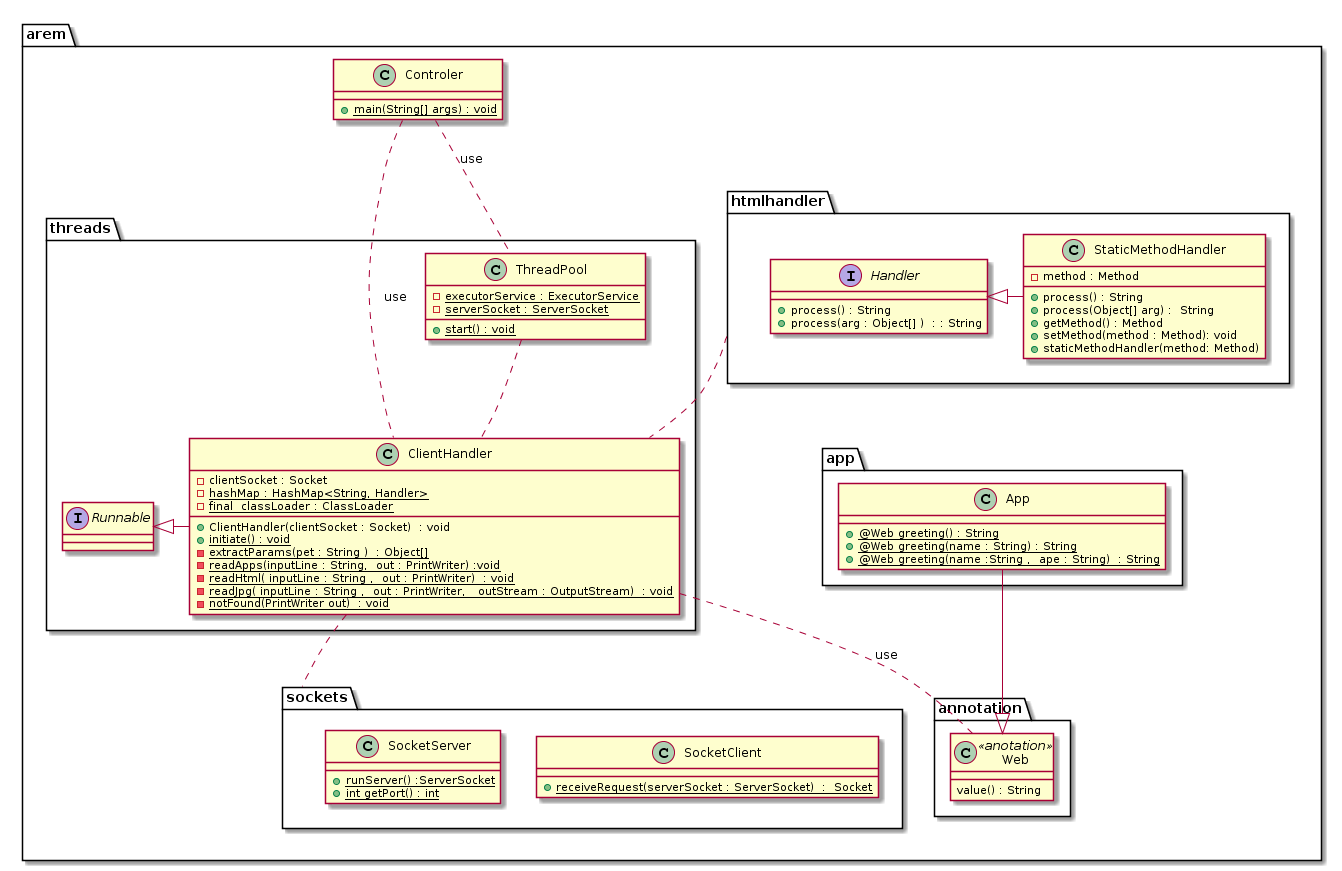 arem
C Controler
main(String[] args) : void
use
htmlhandler
threads
C StaticMethodHandler
method : Method
process() : String
process(Object[] arg) :  String
getMethod() : Method
setMethod(method : Method): void
staticMethodHandler(method: Method)
I Handler
process() : String
process(arg : Object[] )  : : String
C ThreadPool
executorService : ExecutorService
serverSocket : ServerSocket
start() : void
use
C ClientHandler
clientSocket : Socket
hashMap : HashMap<String, Handler>
final  classLoader : ClassLoader
ClientHandler(clientSocket : Socket)  : void
initiate() : void
extractParams(pet : String )  : Object[]
readApps(inputLine : String,  out : PrintWriter) :void
readHtml( inputLine : String ,  out : PrintWriter)  : void
readJpg( inputLine : String ,  out : PrintWriter,   outStream : OutputStream)  : void
notFound(PrintWriter out)  : void
I Runnable
app
C App
@Web greeting() : String
@Web greeting(name : String) : String
@Web greeting(name :String ,  ape : String)  : String
use
sockets
C SocketServer
runServer() :ServerSocket
int getPort() : int
C SocketClient
receiveRequest(serverSocket : ServerSocket)  :  Socket
annotation
C «anotation»
Web
value() : String